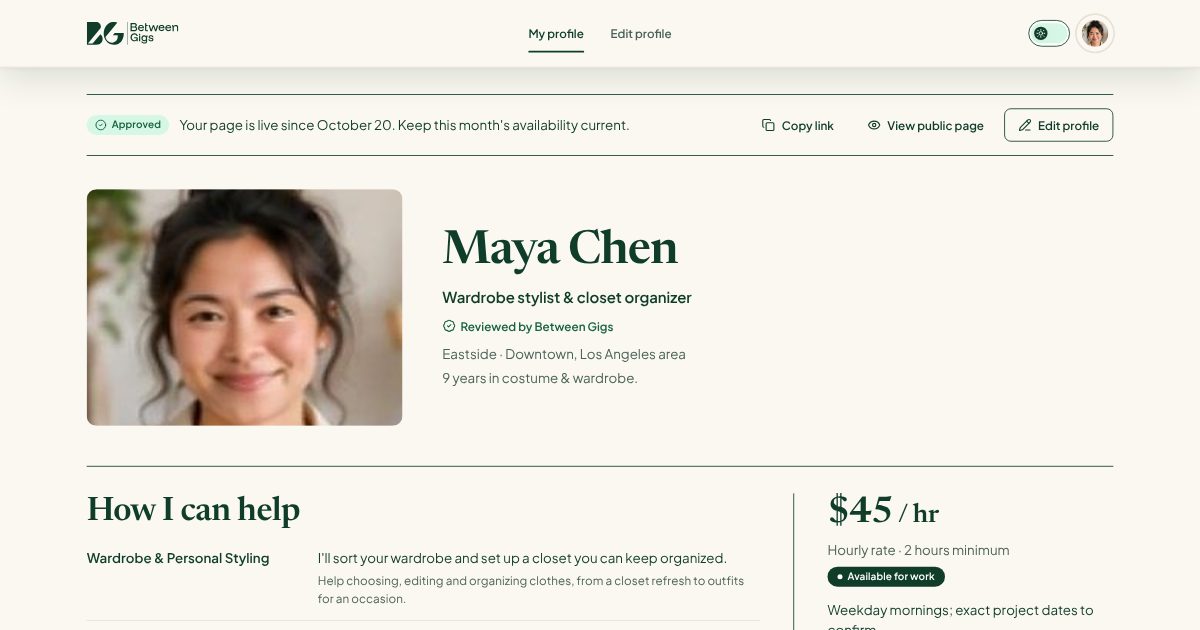 BG
Between
Gigs
My profile
Edit profile
Approved
Your page is live since October 20. Keep this month's availability current.
Copy link
View public page
Edit profile
Maya Chen
Wardrobe stylist & closet organizer
Reviewed by Between Gigs
Eastside · Downtown, Los Angeles area
9 years in costume & wardrobe.
How I can help
Wardrobe & Personal Styling
I'll sort your wardrobe and set up a closet you can keep organized.
Help choosing, editing and organizing clothes, from a closet refresh to outfits
for an occasion.
$45 / hr
Hourly rate · 2 hours minimum
Available for work
Weekday mornings; exact project dates to
confirm.